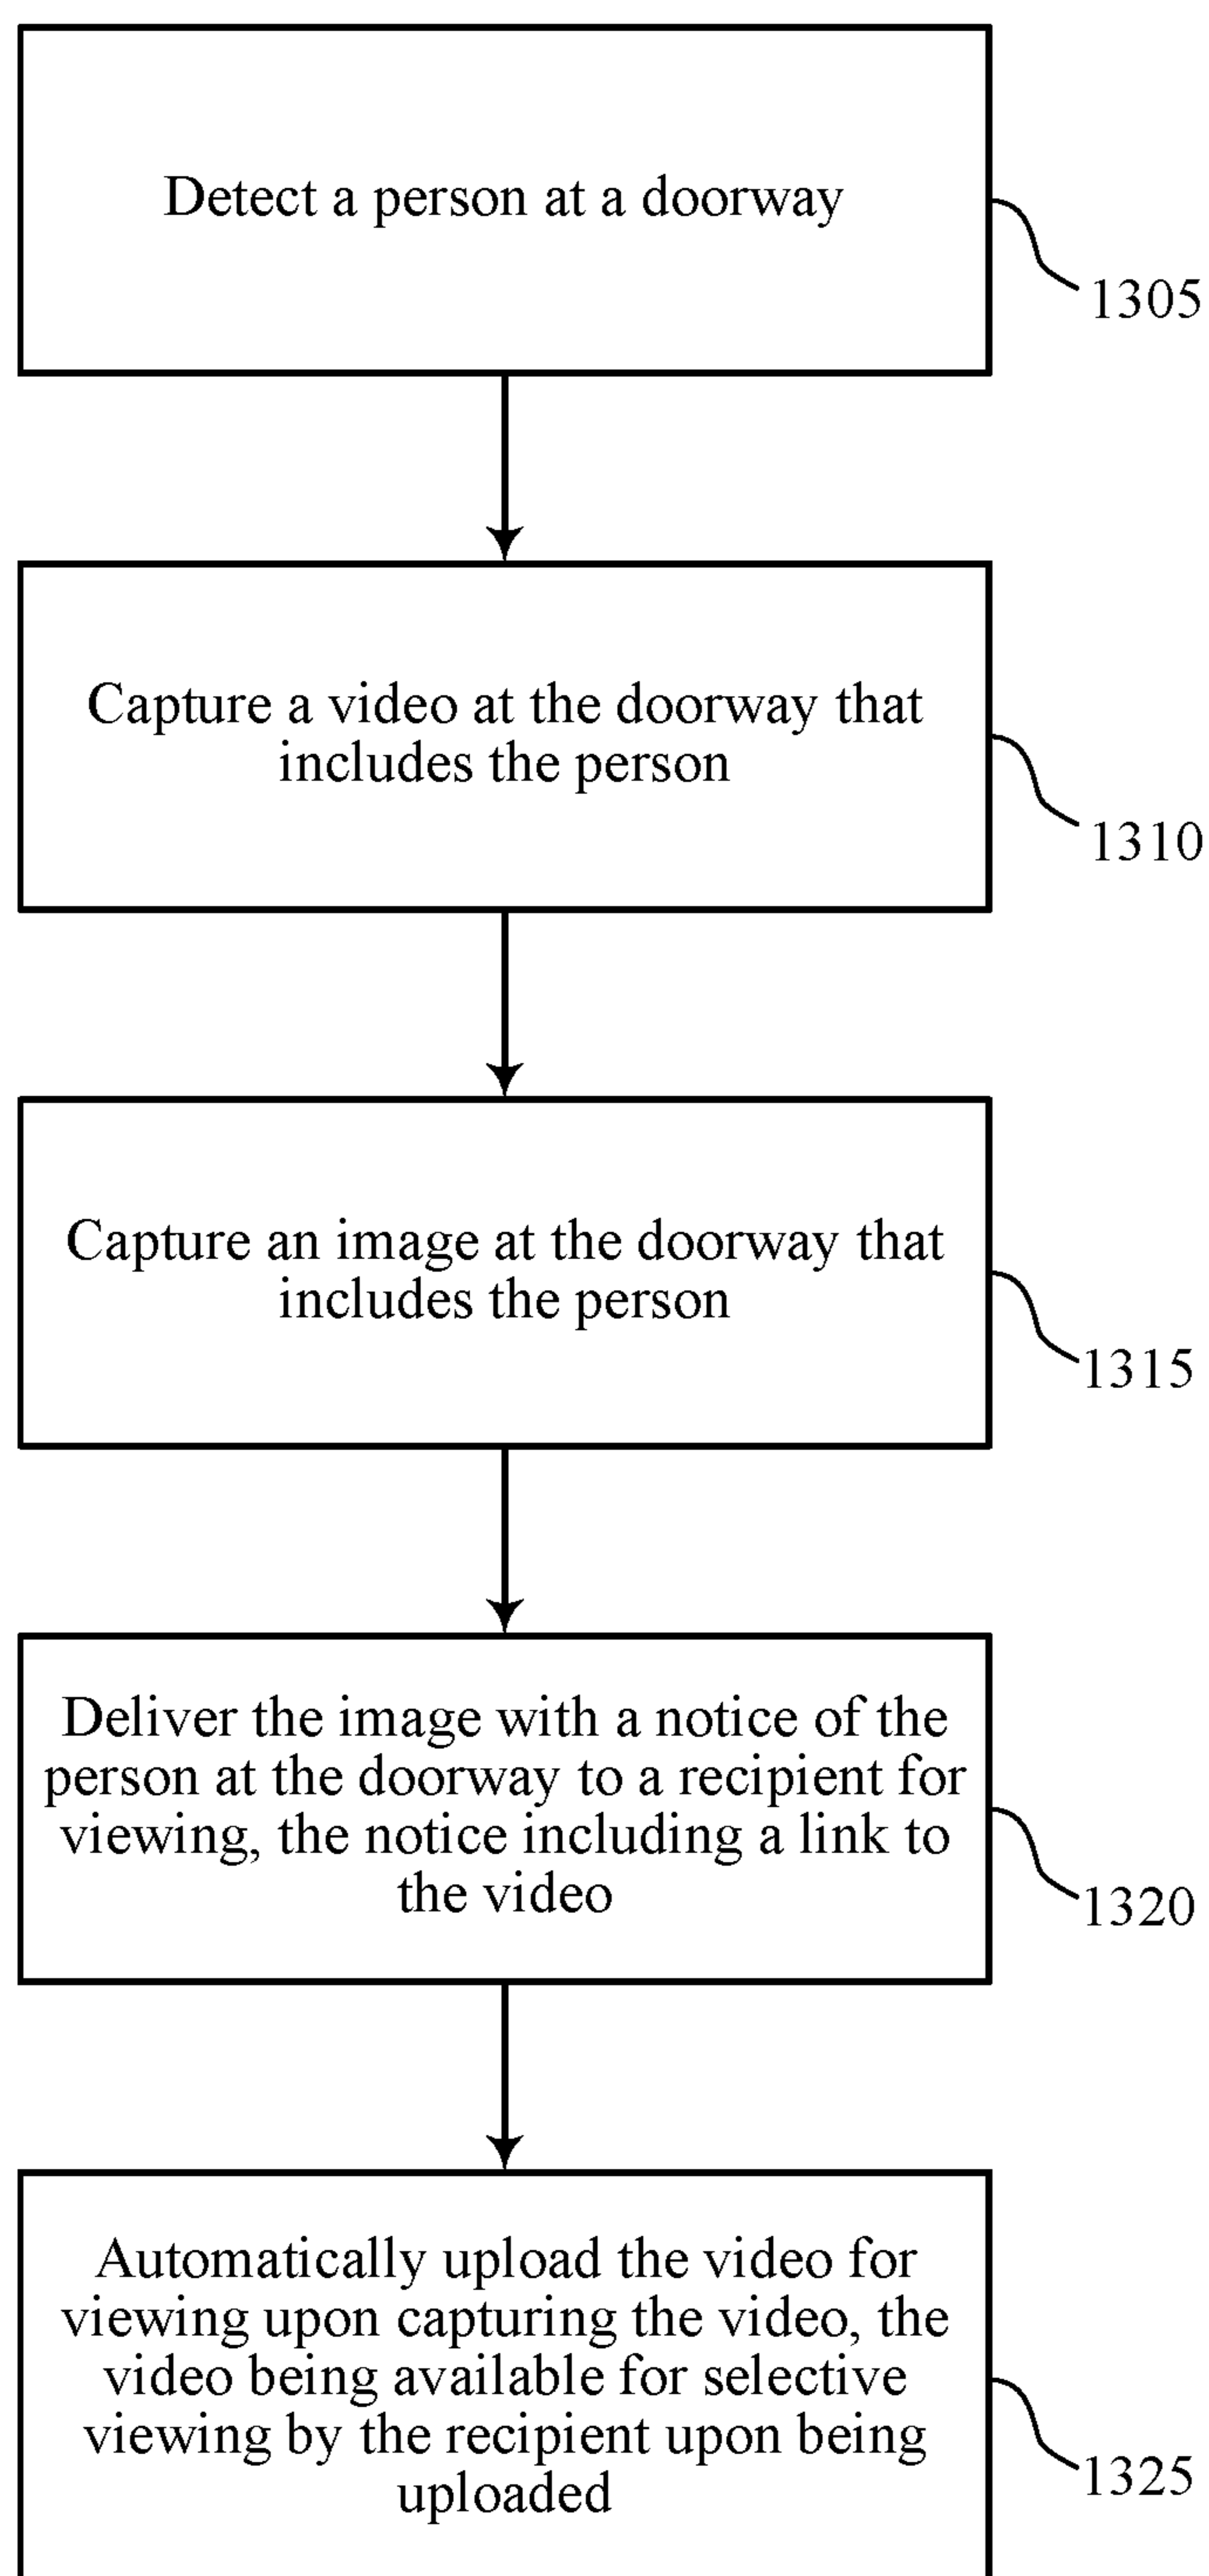 Detect a person at a doorway
1305
Capture a video at the doorway that
includes the person
1310
Capture an image at the doorway that
includes the person
1315
Deliver the image with a notice of the
person at the doorway to a recipient for
viewing, the notice including a link to
the video
1320
Automatically upload the video for
viewing upon capturing the video, the
video being available for selective
viewing by the recipient upon being
uploaded
1325